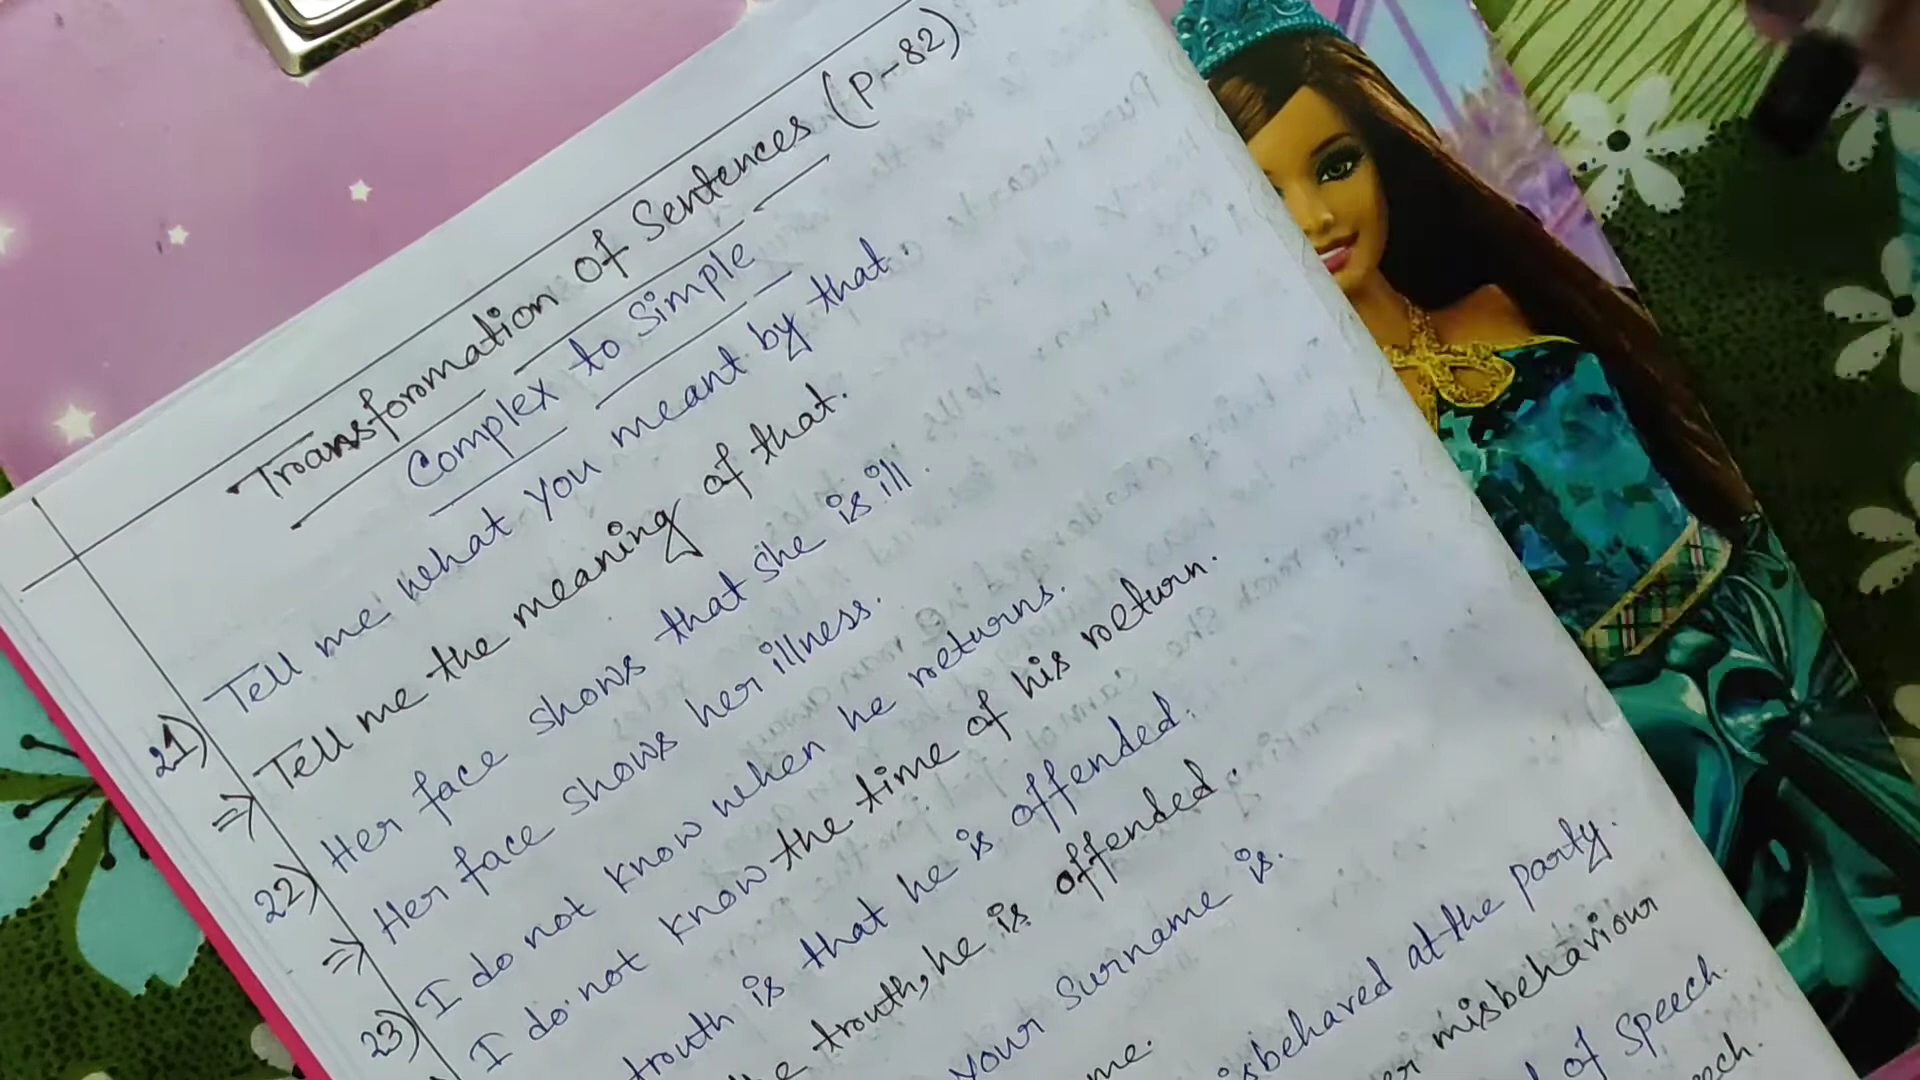 Transformation of Sentences (P-82)
Complex to Simple
21) Tell me what you meant by that.
⇒ Tell me the meaning of that.
22) Her face shows that she is ill.
⇒ Her face shows her illness.
23) I do not know when he returns.
I do not know the time of his return.
truth is that he is offended.
the truth, he is offended.
your surname is.
me.
misbehaved at the party.
misbehaviour
of speech.